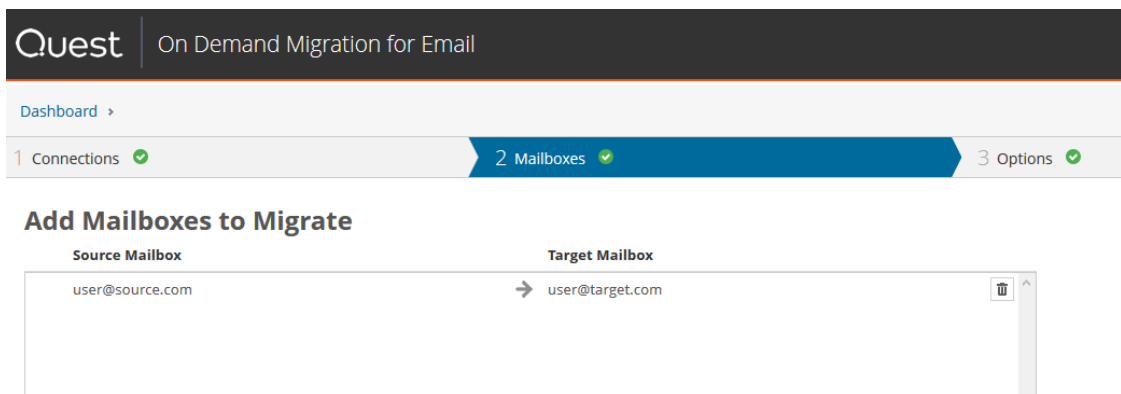 Quest On Demand Migration for Email
Dashboard ›
1 Connections 2 Mailboxes 3 Options
Add Mailboxes to Migrate
Source Mailbox Target Mailbox
user@source.com → user@target.com